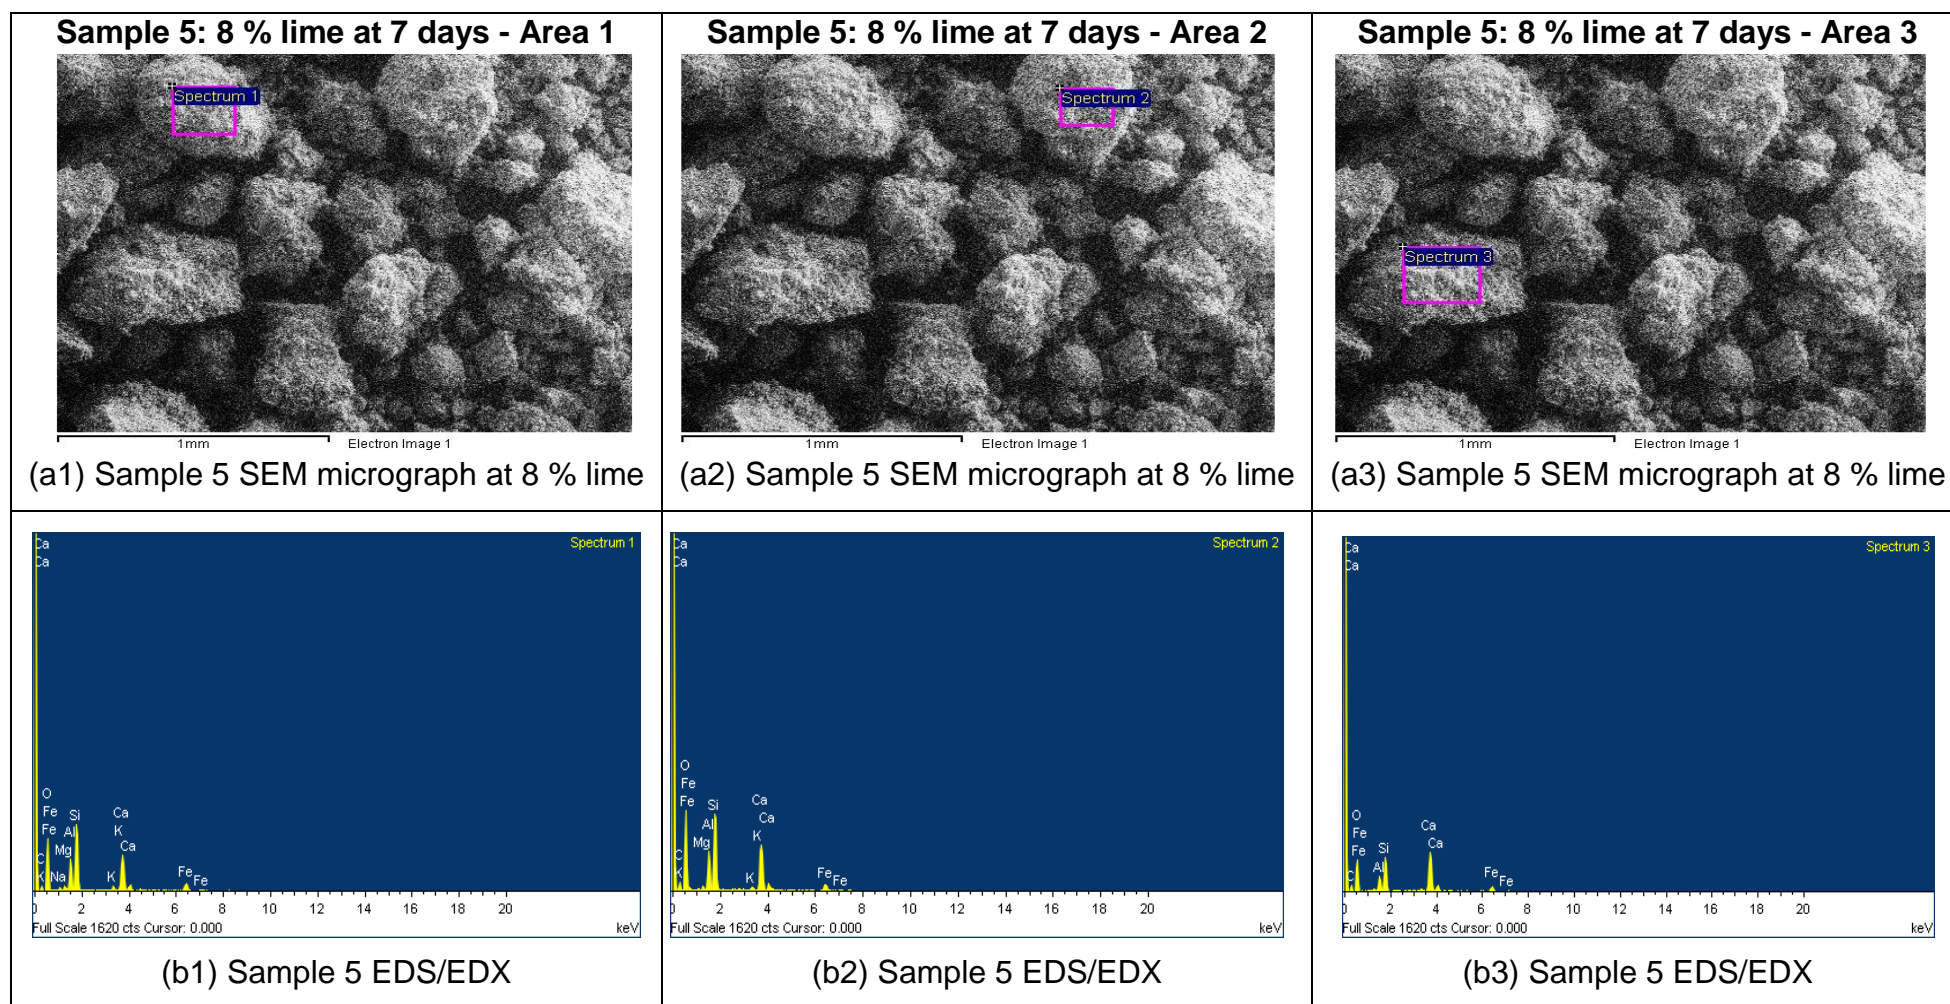 Sample 5: 8 % lime at 7 days - Area 1
Spectrum 1
1mm
Electron Image 1
(a1) Sample 5 SEM micrograph at 8 % lime
Sample 5: 8 % lime at 7 days - Area 2
Spectrum 2
1mm
Electron Image 1
(a2) Sample 5 SEM micrograph at 8 % lime
Sample 5: 8 % lime at 7 days - Area 3
Spectrum 3
1mm
Electron Image 1
(a3) Sample 5 SEM micrograph at 8 % lime
Ca
Ca
Spectrum 1
O
Fe
Fe
C
K
Na
Mg
Al
Si
Ca
K
Ca
K
Fe
Fe
0 2 4 6 8 10 12 14 16 18 20
Full Scale 1620 cts Cursor: 0.000
keV
(b1) Sample 5 EDS/EDX
Ca
Ca
Spectrum 2
O
Fe
Fe
C
K
Mg
Al
Si
Ca
Ca
K
K
Fe
Fe
0 2 4 6 8 10 12 14 16 18 20
Full Scale 1620 cts Cursor: 0.000
keV
(b2) Sample 5 EDS/EDX
Ca
Ca
Spectrum 3
O
Fe
Fe
C
Al
Si
Ca
Ca
Fe
Fe
0 2 4 6 8 10 12 14 16 18 20
Full Scale 1620 cts Cursor: 0.000
keV
(b3) Sample 5 EDS/EDX